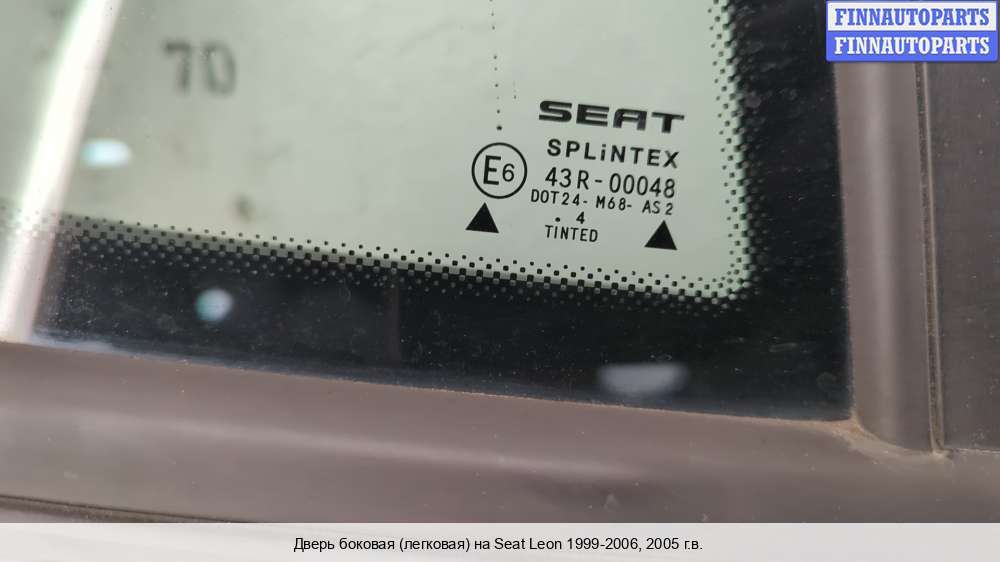 FINNAUTOPARTS
FINNAUTOPARTS
70
SEAT
SPLiNTEX
E6
43R-00048
DOT24- M68- AS2
. 4
TINTED
Дверь боковая (легковая) на Seat Leon 1999-2006, 2005 г.в.